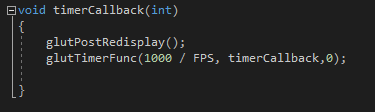 void timerCallback(int)
{
glutPostRedisplay();
glutTimerFunc(1000 / FPS, timerCallback,0);
}